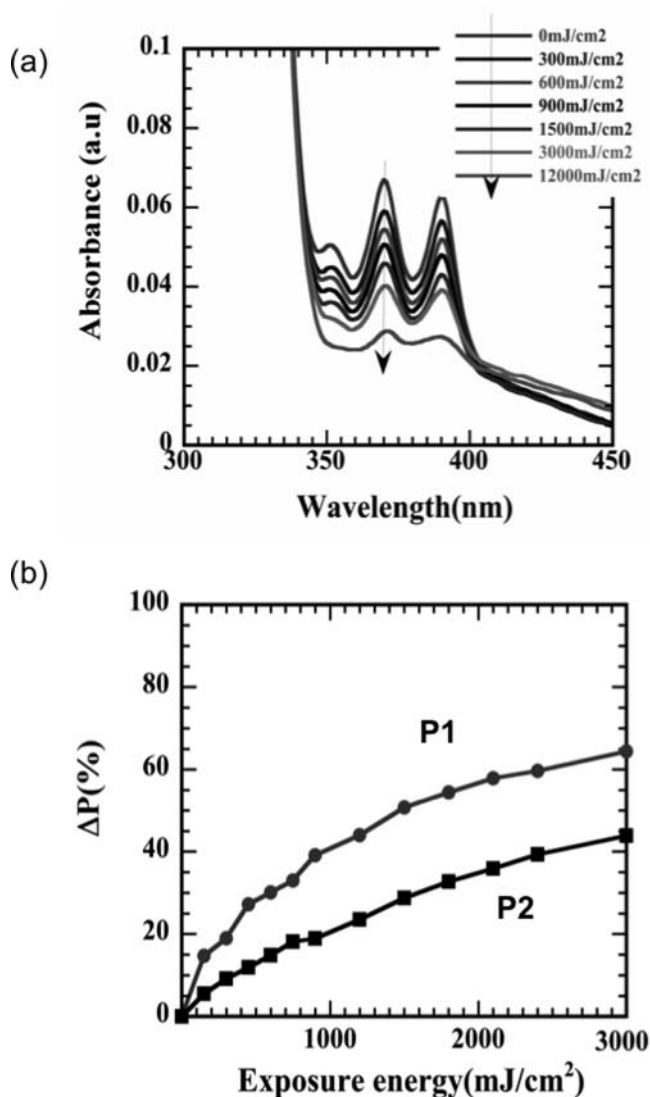 (a)
0mJ/cm2
300mJ/cm2
600mJ/cm2
900mJ/cm2
1500mJ/cm2
3000mJ/cm2
12000mJ/cm2
0.1
0.08
0.06
0.04
0.02
0
Absorbance (a.u)
300 350 400 450
Wavelength(nm)
(b)
100
80
60
40
20
0
ΔP(%)
P1
P2
1000 2000 3000
Exposure energy(mJ/cm²)